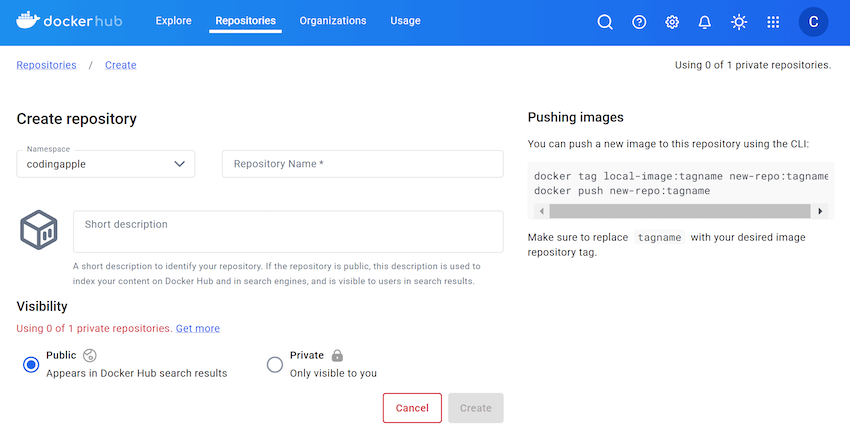 dockerhub Explore Repositories Organizations Usage C
Repositories / Create Using 0 of 1 private repositories.
Create repository
Namespace
codingapple
Repository Name *
Short description
A short description to identify your repository. If the repository is public, this description is used to
index your content on Docker Hub and in search engines, and is visible to users in search results.
Visibility
Using 0 of 1 private repositories. Get more
Public
Appears in Docker Hub search results
Private
Only visible to you
Cancel Create
Pushing images
You can push a new image to this repository using the CLI:
docker tag local-image:tagname new-repo:tagname
docker push new-repo:tagname
Make sure to replace tagname with your desired image
repository tag.